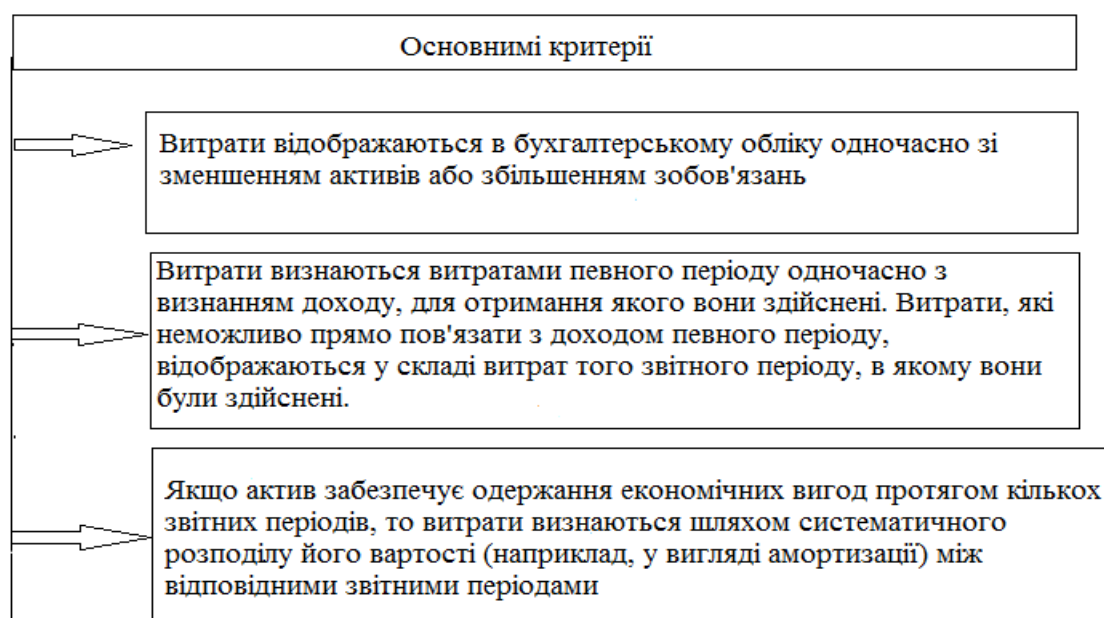 Основнимі критерії
Витрати відображаються в бухгалтерському обліку одночасно зі
зменшенням активів або збільшенням зобов'язань
Витрати визнаються витратами певного періоду одночасно з
визнанням доходу, для отримання якого вони здійснені. Витрати, які
неможливо прямо пов'язати з доходом певного періоду,
відображаються у складі витрат того звітного періоду, в якому вони
були здійснені.
Якщо актив забезпечує одержання економічних вигод протягом кількох
звітних періодів, то витрати визнаються шляхом систематичного
розподілу його вартості (наприклад, у вигляді амортизації) між
відповідними звітними періодами